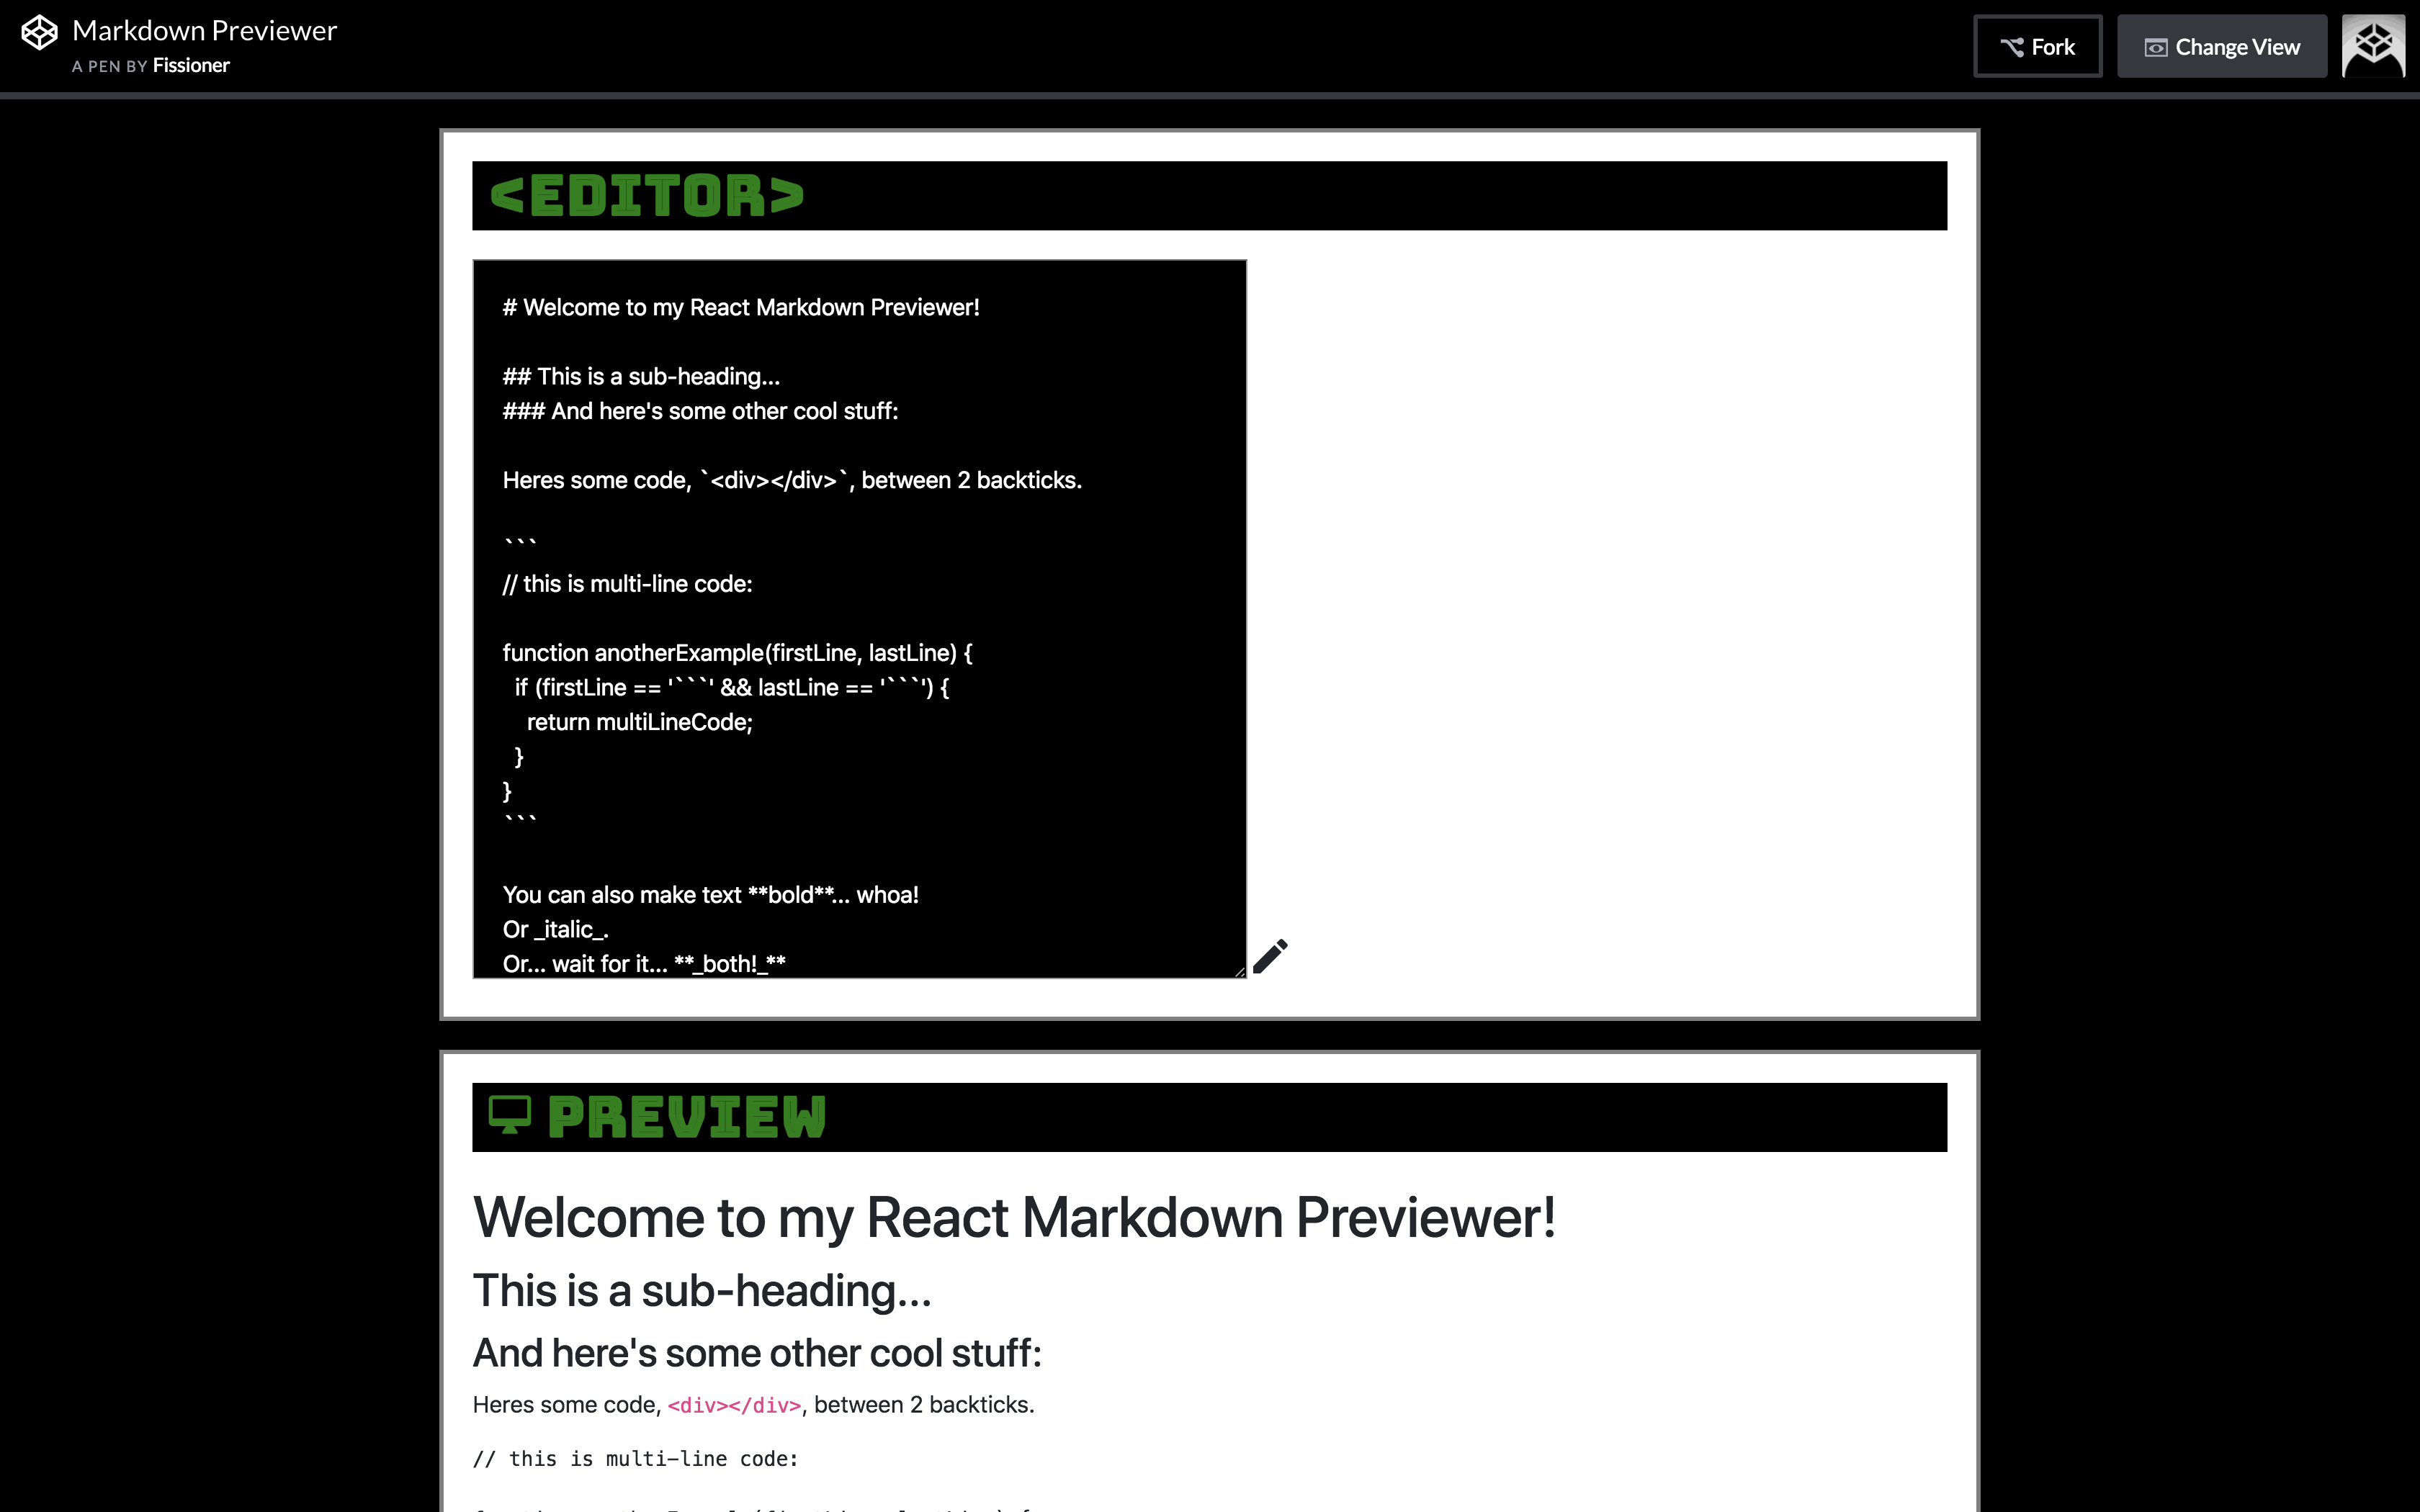 Markdown Previewer
A PEN BY Fissioner
Fork
Change View
<EDITOR>
# Welcome to my React Markdown Previewer!
## This is a sub-heading...
### And here's some other cool stuff:
Heres some code, `<div></div>`, between 2 backticks.
```
// this is multi-line code:
function anotherExample(firstLine, lastLine) {
  if (firstLine == '```' && lastLine == '```') {
    return multiLineCode;
  }
}
```
You can also make text **bold**... whoa!
Or _italic_.
Or... wait for it... **_both!_**
PREVIEW
Welcome to my React Markdown Previewer!
This is a sub-heading...
And here's some other cool stuff:
Heres some code, <div></div>, between 2 backticks.
// this is multi-line code: